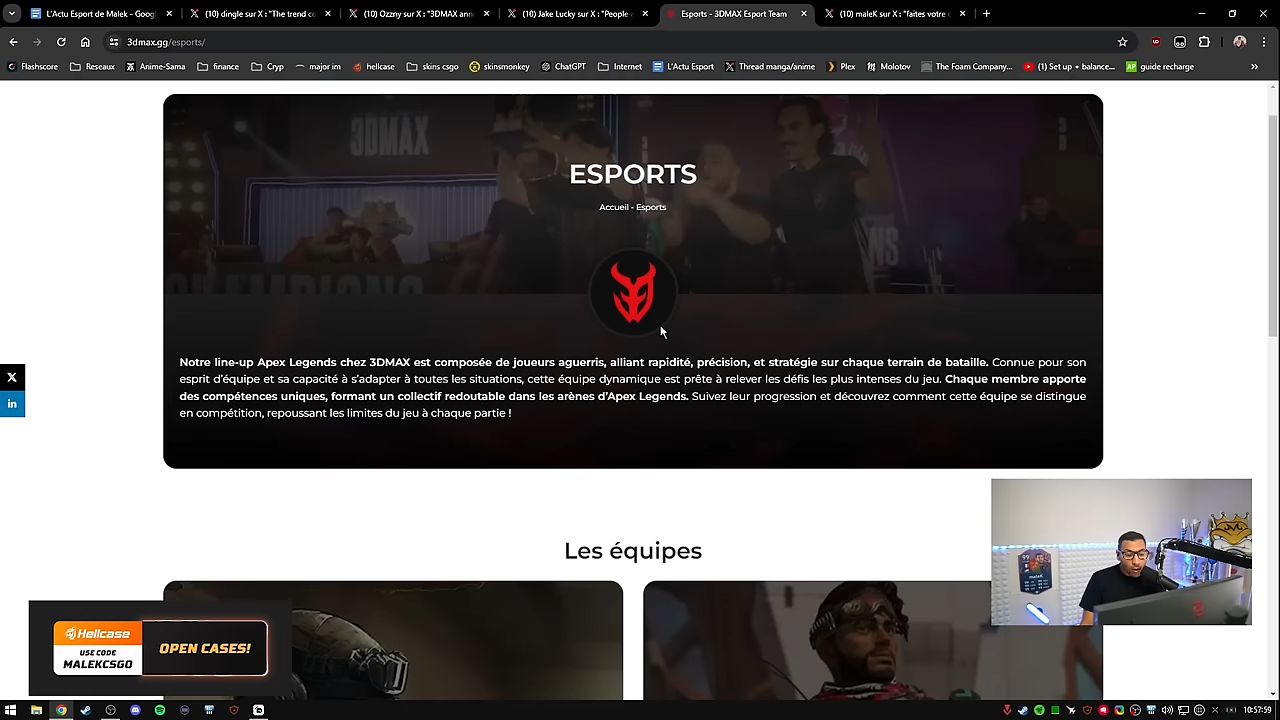 L'Actu Esport de Malek - Googl
(10) dingle sur X : "The trend co
(10) Ozzny sur X : "3DMAX ann
(10) Jake Lucky sur X : "People a
Esports - 3DMAX Esport Team
(10) maleK sur X : "faites votre c
3dmax.gg/esports/
Flashscore
Reseaux
Anime-Sama
finance
Cryp
major im
hellcase
skins csgo
skinsmonkey
ChatGPT
Internet
L'Actu Esport
Thread manga/anime
Plex
Molotov
The Foam Company...
(1) Set up + balance...
guide recharge
3DMAX
ESPORTS
Accueil - Esports
Notre line-up Apex Legends chez 3DMAX est composée de joueurs aguerris, alliant rapidité, précision, et stratégie sur chaque terrain de bataille. Connue pour son
esprit d'équipe et sa capacité à s'adapter à toutes les situations, cette équipe dynamique est prête à relever les défis les plus intenses du jeu. Chaque membre apporte
des compétences uniques, formant un collectif redoutable dans les arènes d'Apex Legends. Suivez leur progression et découvrez comment cette équipe se distingue
en compétition, repoussant les limites du jeu à chaque partie !
Les équipes
99
maleK
Hellcase
USE CODE
MALEKCSGO
OPEN CASES!
10:57:59